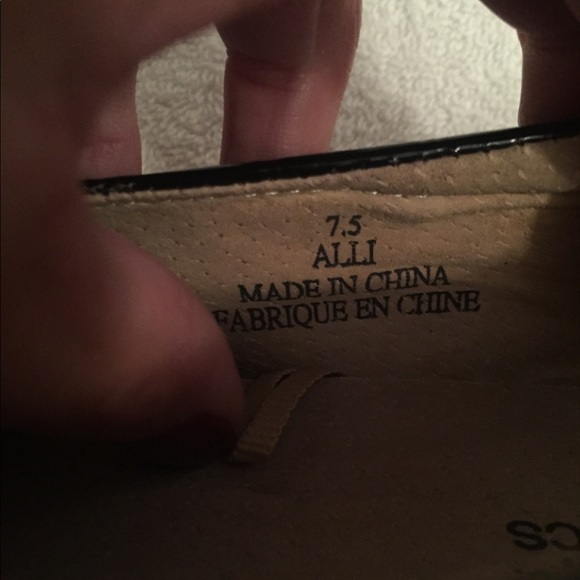 7.5
ALLI
MADE IN CHINA
FABRIQUE EN CHINE